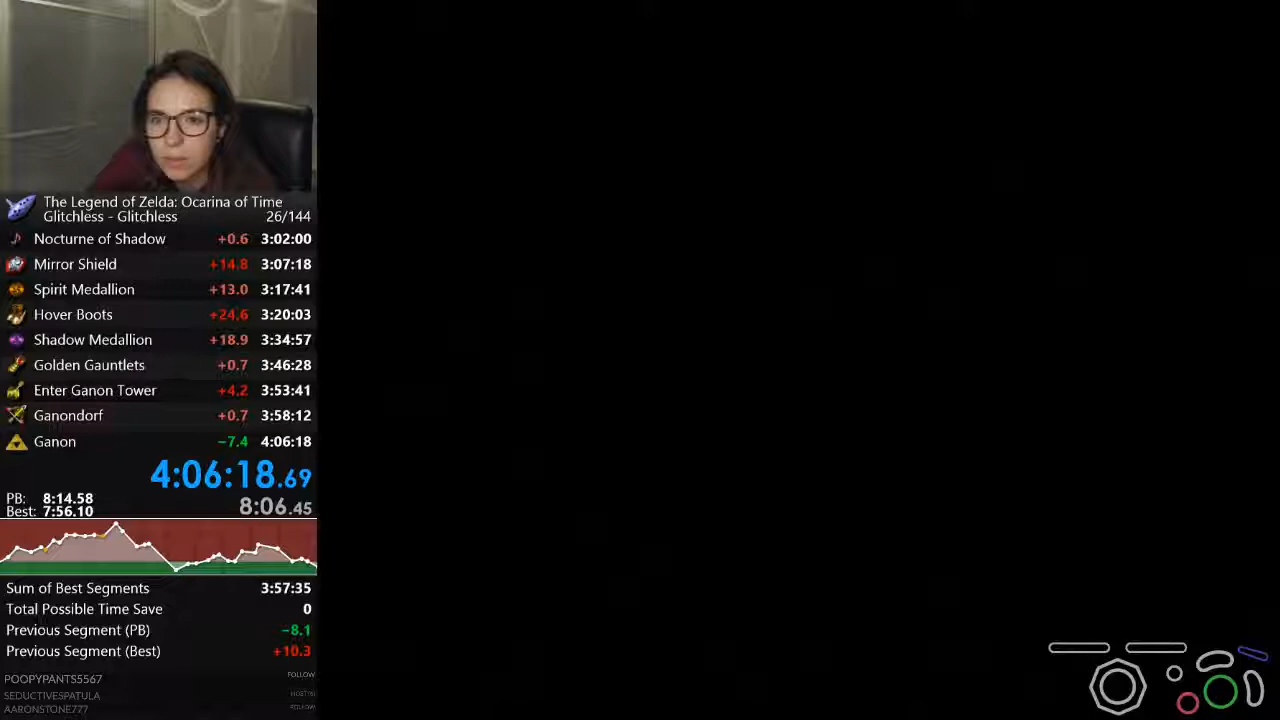 The Legend of Zelda: Ocarina of Time
Glitchless - Glitchless 26/144
Nocturne of Shadow +0.6 3:02:00
Mirror Shield +14.8 3:07:18
Spirit Medallion +13.0 3:17:41
Hover Boots +24.6 3:20:03
Shadow Medallion +18.9 3:34:57
Golden Gauntlets +0.7 3:46:28
Enter Ganon Tower +4.2 3:53:41
Ganondorf +0.7 3:58:12
Ganon −7.4 4:06:18
4:06:18.69
PB: 8:14.58
Best: 7:56.10
8:06.45
Sum of Best Segments 3:57:35
Total Possible Time Save 0
Previous Segment (PB) −8.1
Previous Segment (Best) +10.3
POOPYPANTS5567 FOLLOW
SEDUCTIVESPATULA
AARONSTONE777 FOLLOW